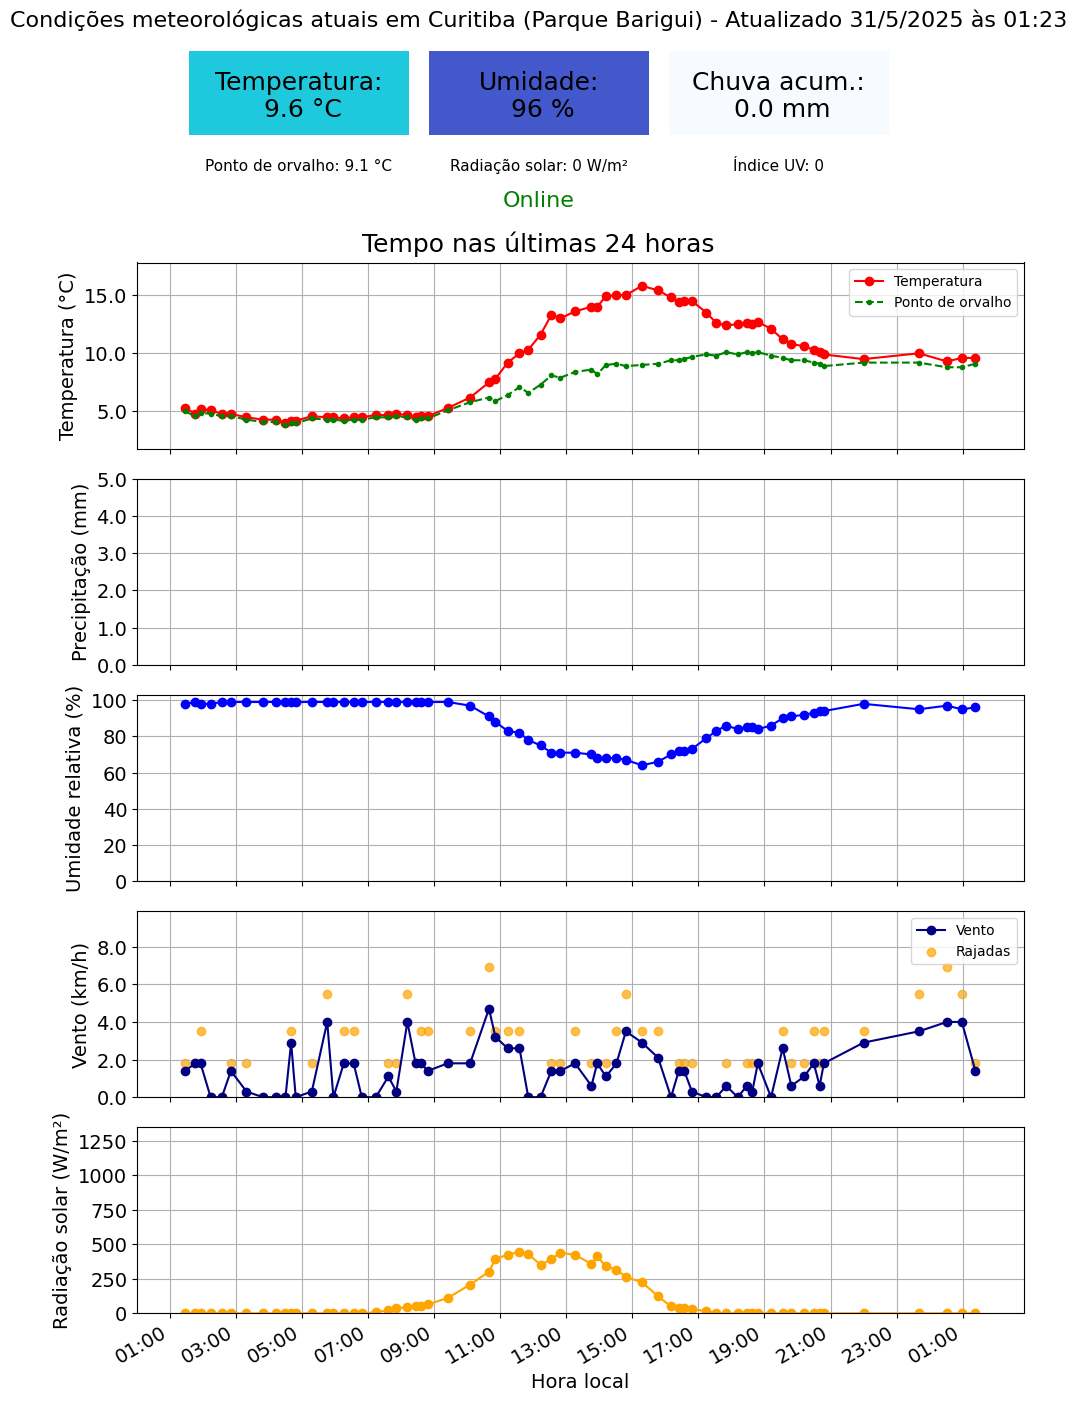 Condições meteorológicas atuais em Curitiba (Parque Barigui) - Atualizado 31/5/2025 às 01:23
Temperatura:
9.6 °C
Umidade:
96 %
Chuva acum.:
0.0 mm
Ponto de orvalho: 9.1 °C
Radiação solar: 0 W/m²
Índice UV: 0
Online
Tempo nas últimas 24 horas
Temperatura (°C)
15.0
10.0
5.0
Temperatura
Ponto de orvalho
Precipitação (mm)
5.0
4.0
3.0
2.0
1.0
0.0
Umidade relativa (%)
100
80
60
40
20
0
Vento (km/h)
8.0
6.0
4.0
2.0
0.0
Vento
Rajadas
Radiação solar (W/m²)
1250
1000
750
500
250
0
01:00
03:00
05:00
07:00
09:00
11:00
13:00
15:00
17:00
19:00
21:00
23:00
01:00
Hora local